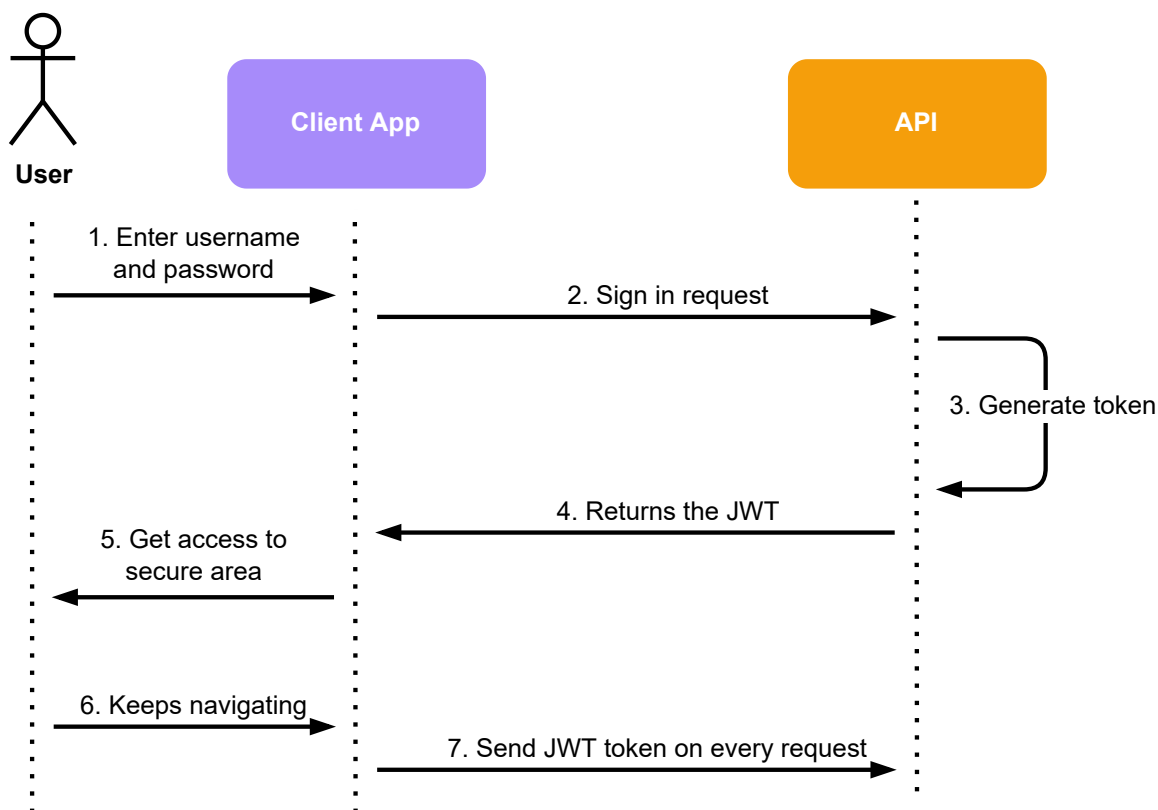 Client App
API
User
1. Enter username
and password
2. Sign in request
3. Generate token
4. Returns the JWT
5. Get access to
secure area
6. Keeps navigating
7. Send JWT token on every request